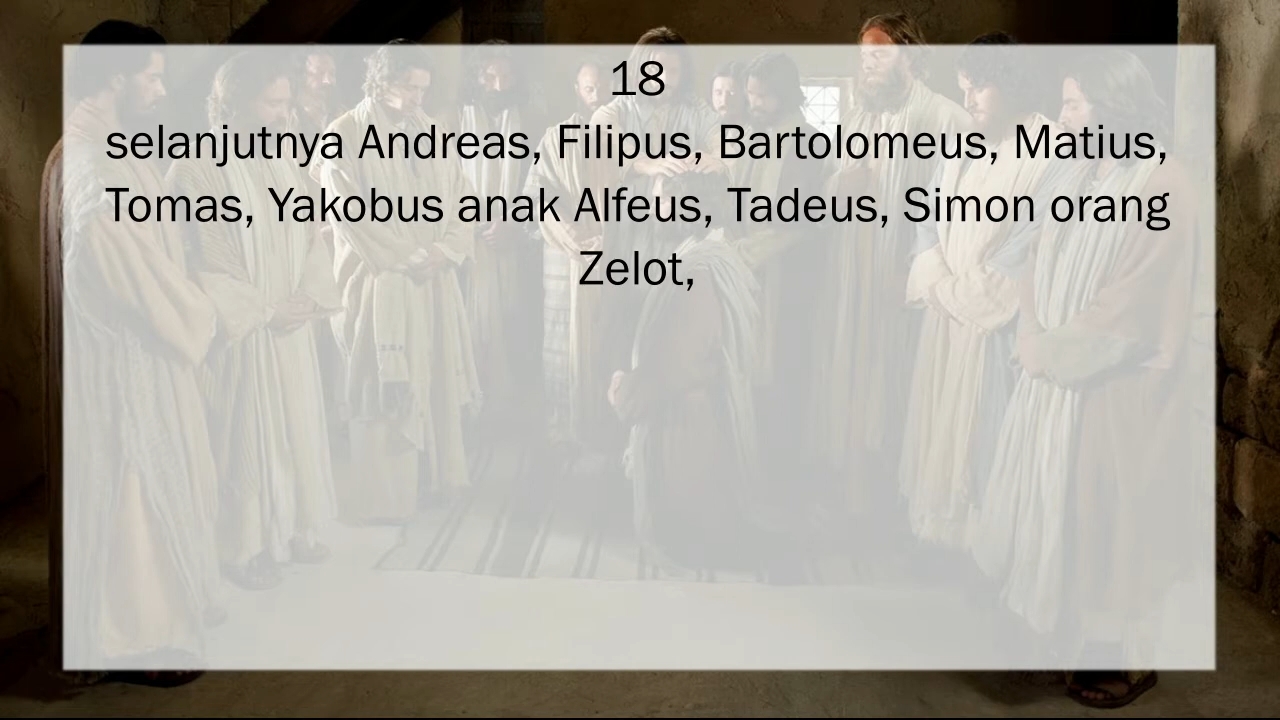 18
selanjutnya Andreas, Filipus, Bartolomeus, Matius,
Tomas, Yakobus anak Alfeus, Tadeus, Simon orang
Zelot,